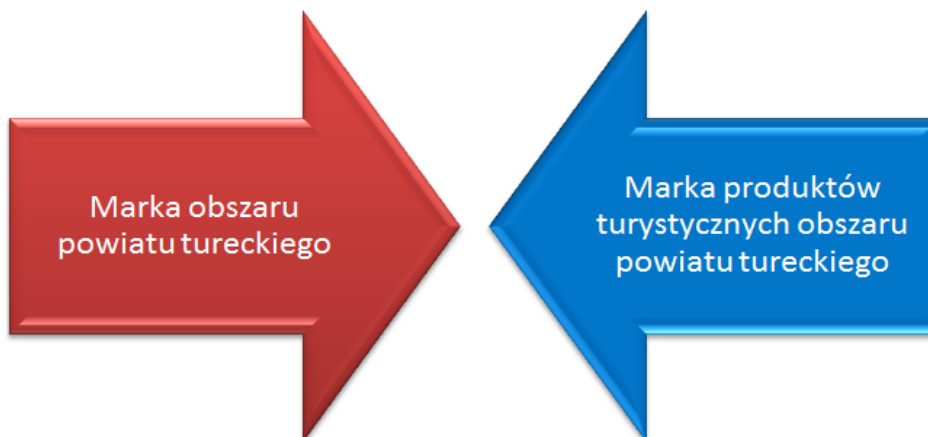 Marka obszaru
powiatu tureckiego
Marka produktów
turystycznych obszaru
powiatu tureckiego